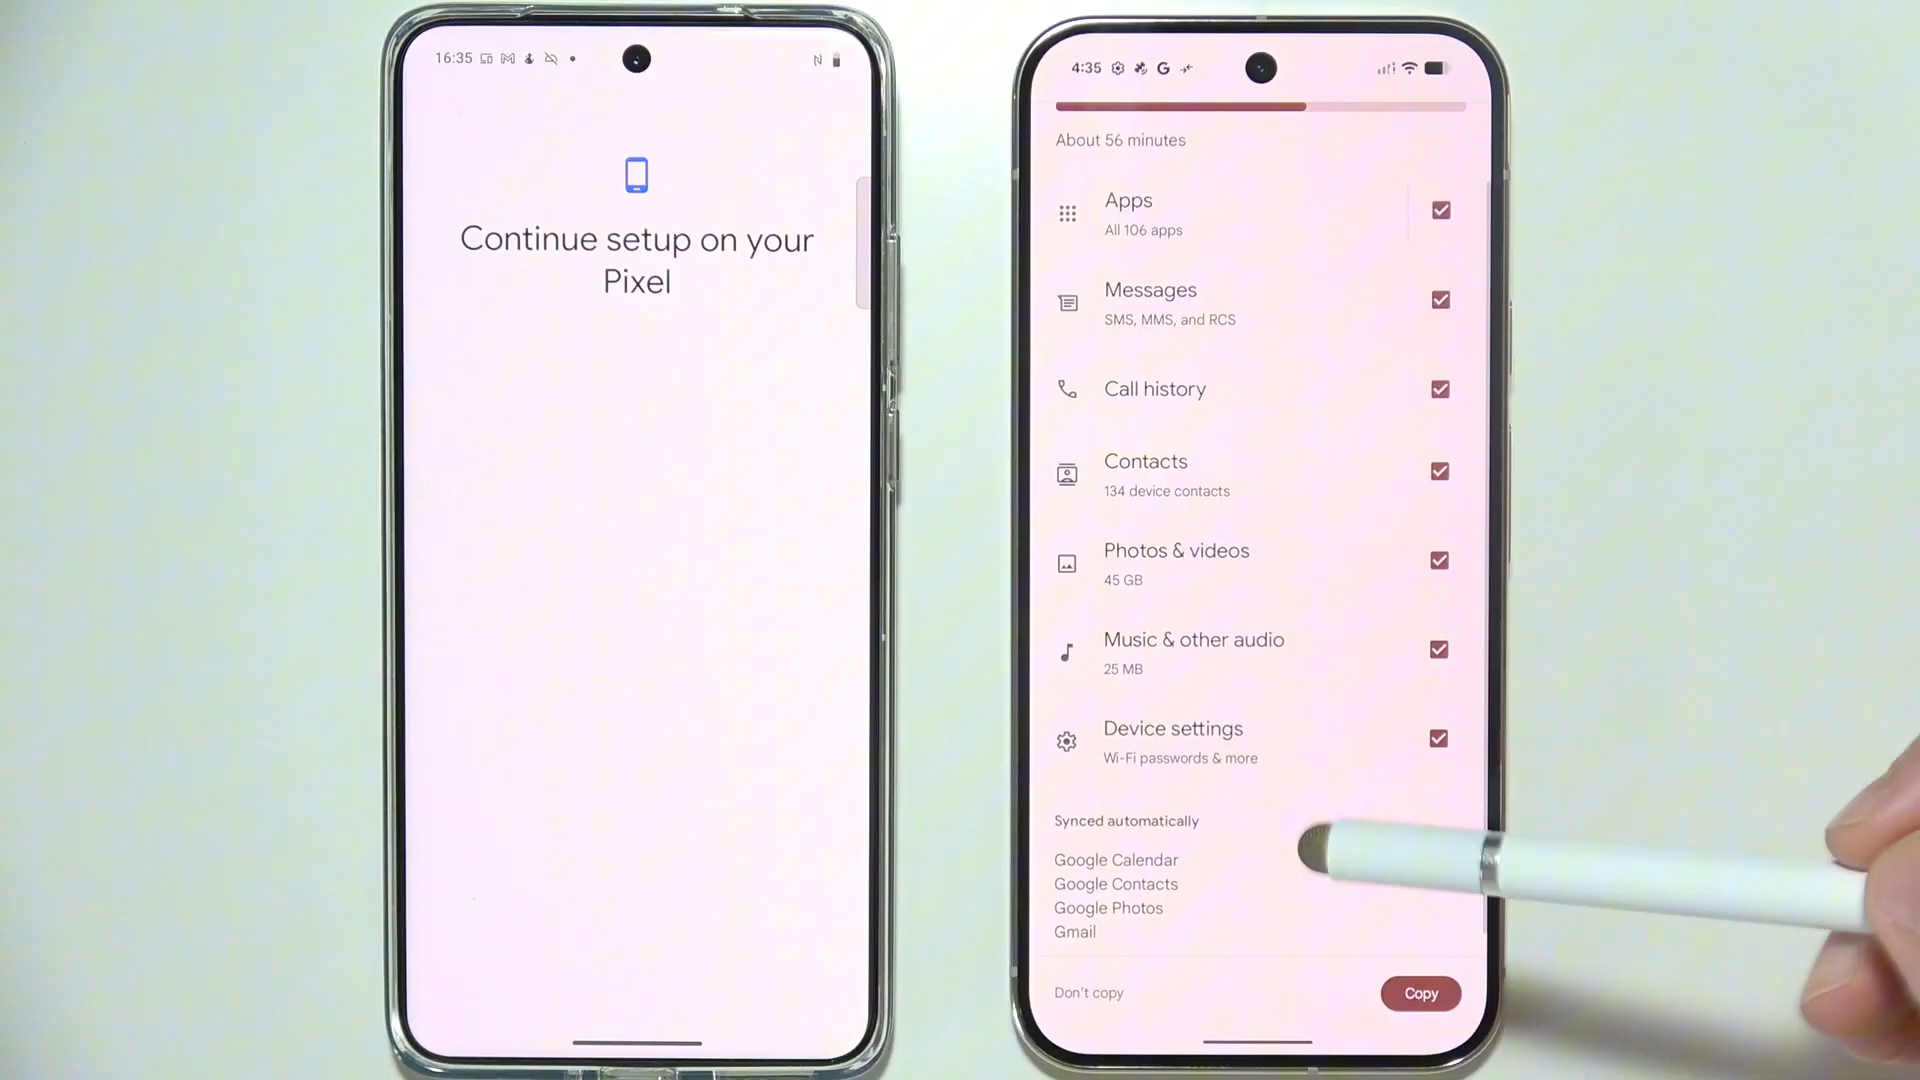 16:35
Continue setup on your
Pixel
4:35
About 56 minutes
Apps
All 106 apps
Messages
SMS, MMS, and RCS
Call history
Contacts
134 device contacts
Photos & videos
45 GB
Music & other audio
25 MB
Device settings
Wi-Fi passwords & more
Synced automatically
Google Calendar
Google Contacts
Google Photos
Gmail
Don't copy
Copy